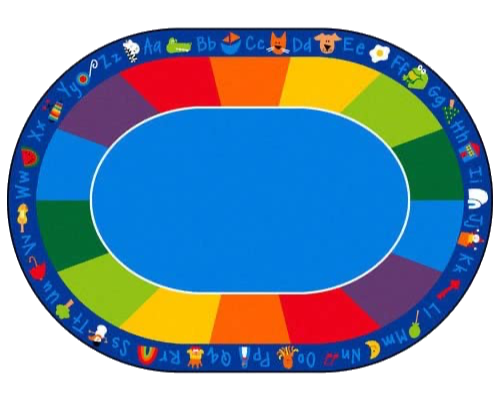 Aa
Bb
Cc
Dd
Ee
Ff
Gg
Hh
Ii
Jj
Kk
Ll
Mm
Nn
Oo
Pp
Qq
Rr
Ss
Tt
Uu
Vv
Ww
Xx
Yy
Zz